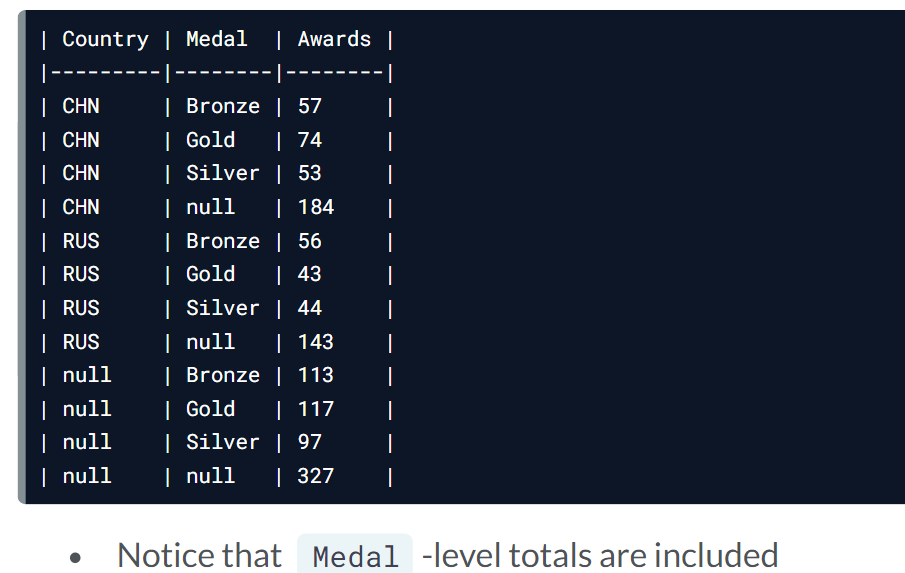 | Country | Medal  | Awards |
|---------|--------|--------|
| CHN     | Bronze | 57     |
| CHN     | Gold   | 74     |
| CHN     | Silver | 53     |
| CHN     | null   | 184    |
| RUS     | Bronze | 56     |
| RUS     | Gold   | 43     |
| RUS     | Silver | 44     |
| RUS     | null   | 143    |
| null    | Bronze | 113    |
| null    | Gold   | 117    |
| null    | Silver | 97     |
| null    | null   | 327    |
• Notice that Medal -level totals are included